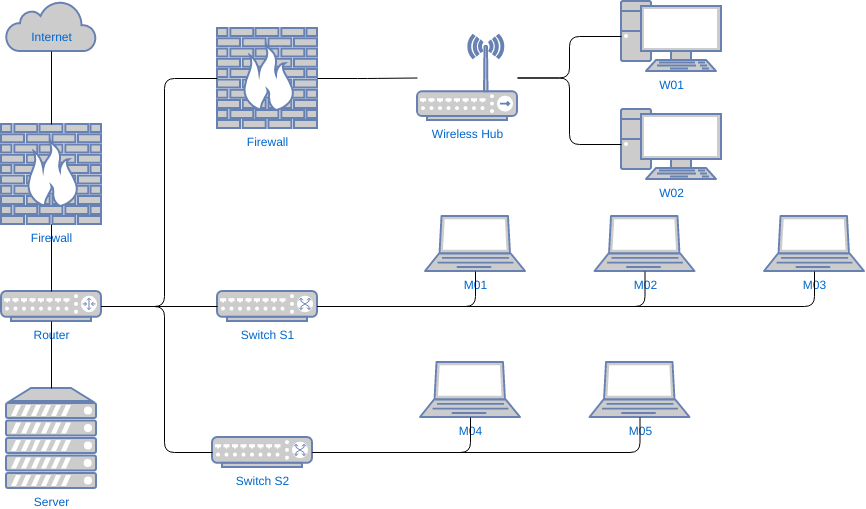 Internet
W01
Firewall
Wireless Hub
W02
Firewall
M01
M02
M03
Router
Switch S1
M04
M05
Switch S2
Server